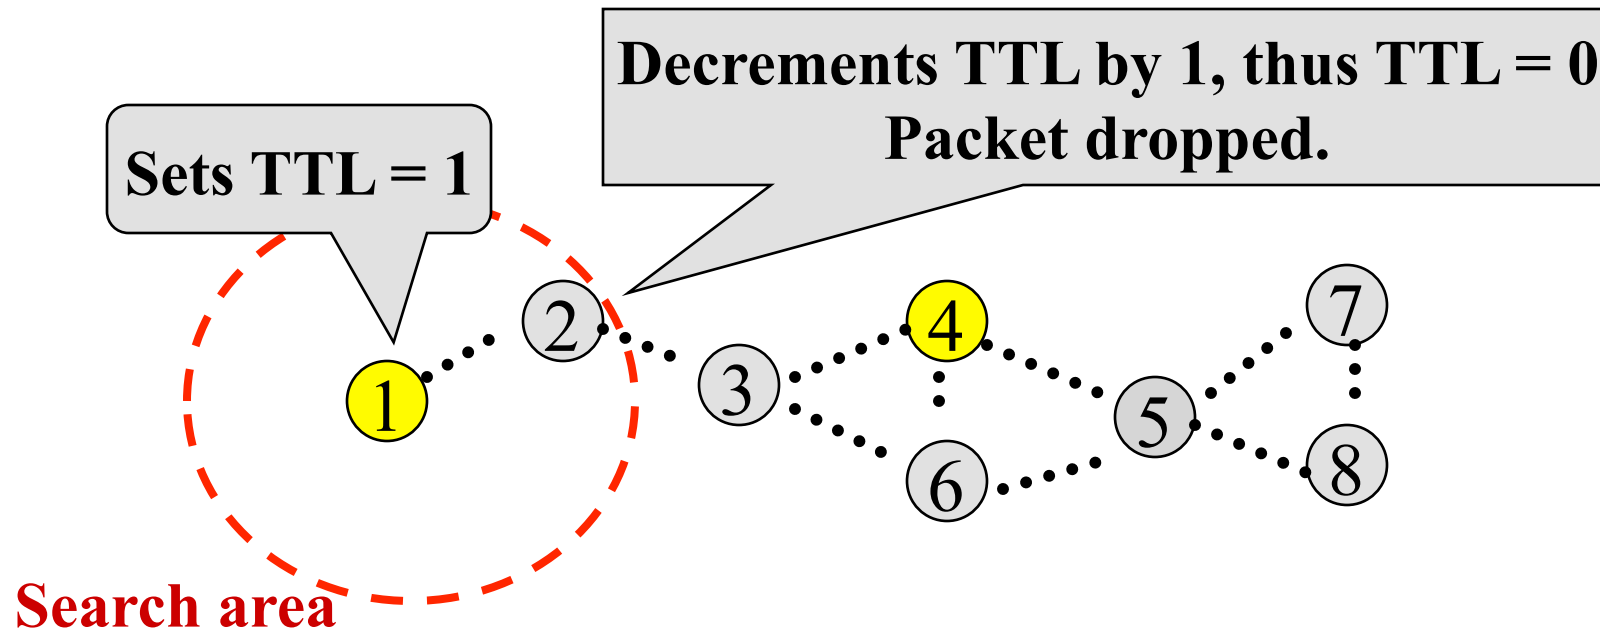 Decrements TTL by 1, thus TTL = 0
Packet dropped.
Sets TTL = 1
2
7
4
3
1
5
6
8
Search area